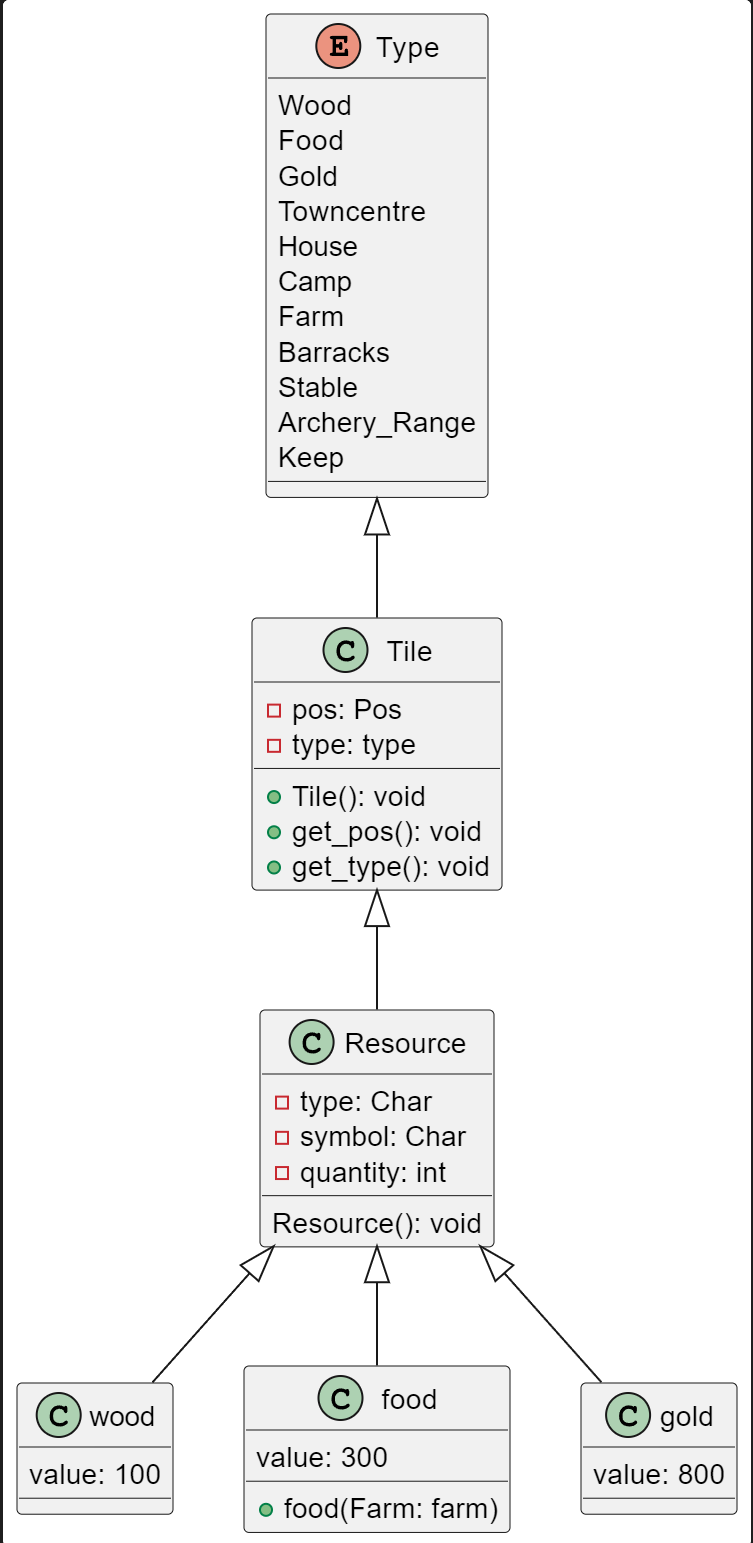 E Type
Wood
Food
Gold
Towncentre
House
Camp
Farm
Barracks
Stable
Archery_Range
Keep
C Tile
pos: Pos
type: type
Tile(): void
get_pos(): void
get_type(): void
C Resource
type: Char
symbol: Char
quantity: int
Resource(): void
C wood
value: 100
C food
value: 300
food(Farm: farm)
C gold
value: 800